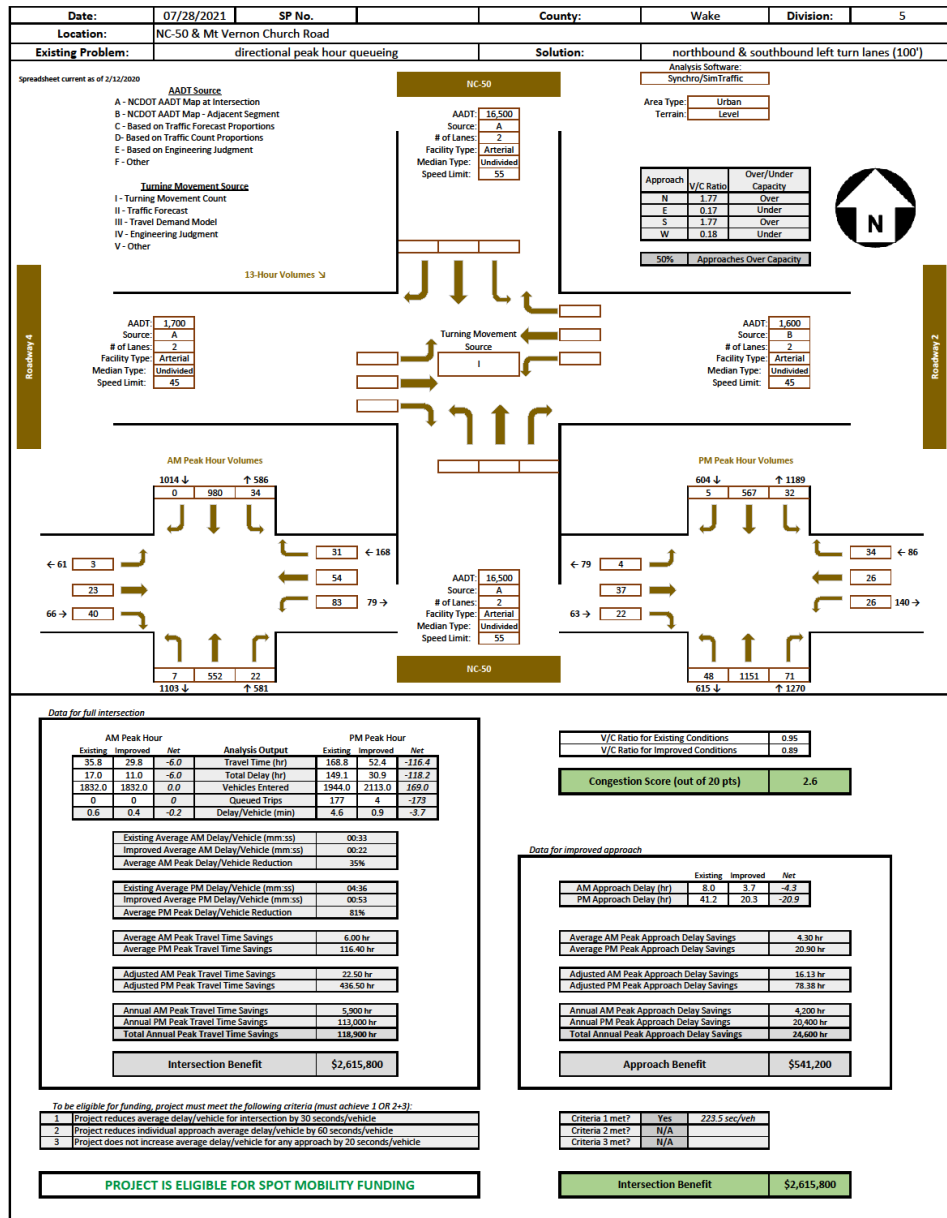 Date: 07/28/2021 SP No. County: Wake Division: 5
Location: NC-50 & Mt Vernon Church Road
Existing Problem: directional peak hour queueing Solution: northbound & southbound left turn lanes (100')
Spreadsheet current as of 2/12/2020
AADT Source
A - NCDOT AADT Map at Intersection
B - NCDOT AADT Map - Adjacent Segment
C - Based on Traffic Forecast Proportions
D- Based on Traffic Count Proportions
E - Based on Engineering Judgment
F - Other
Turning Movement Source
I - Turning Movement Count
II - Traffic Forecast
III - Travel Demand Model
IV - Engineering Judgment
V - Other
NC-50
AADT: 16,500
Source: A
# of Lanes: 2
Facility Type: Arterial
Median Type: Undivided
Speed Limit: 55
Analysis Software:
Synchro/SimTraffic
Area Type: Urban
Terrain: Level
Approach V/C Ratio Over/Under Capacity
N 1.77 Over
E 0.17 Under
S 1.77 Over
W 0.18 Under
50% Approaches Over Capacity
N
13-Hour Volumes ↘
Roadway 4
AADT: 1,700
Source: A
# of Lanes: 2
Facility Type: Arterial
Median Type: Undivided
Speed Limit: 45
Turning Movement
Source
I
AADT: 1,600
Source: B
# of Lanes: 2
Facility Type: Arterial
Median Type: Undivided
Speed Limit: 45
Roadway 2
AM Peak Hour Volumes
1014 ↓ ↑ 586
0 980 34
31 ← 168
← 61 3
54
23
83 79 →
66 → 40
7 552 22
1103 ↓ ↑ 581
AADT: 16,500
Source: A
# of Lanes: 2
Facility Type: Arterial
Median Type: Undivided
Speed Limit: 55
NC-50
PM Peak Hour Volumes
604 ↓ ↑ 1189
5 567 32
34 ← 86
← 79 4
26
37
26 140 →
63 → 22
48 1151 71
615 ↓ ↑ 1270
Data for full intersection
AM Peak Hour PM Peak Hour
Existing Improved Net Analysis Output Existing Improved Net
35.8 29.8 -6.0 Travel Time (hr) 168.8 52.4 -116.4
17.0 11.0 -6.0 Total Delay (hr) 149.1 30.9 -118.2
1832.0 1832.0 0.0 Vehicles Entered 1944.0 2113.0 169.0
0 0 0 Queued Trips 177 4 -173
0.6 0.4 -0.2 Delay/Vehicle (min) 4.6 0.9 -3.7
Existing Average AM Delay/Vehicle (mm:ss) 00:33
Improved Average AM Delay/Vehicle (mm:ss) 00:22
Average AM Peak Delay/Vehicle Reduction 35%
Existing Average PM Delay/Vehicle (mm:ss) 04:36
Improved Average PM Delay/Vehicle (mm:ss) 00:53
Average PM Peak Delay/Vehicle Reduction 81%
Average AM Peak Travel Time Savings 6.00 hr
Average PM Peak Travel Time Savings 116.40 hr
Adjusted AM Peak Travel Time Savings 22.50 hr
Adjusted PM Peak Travel Time Savings 436.50 hr
Annual AM Peak Travel Time Savings 5,900 hr
Annual PM Peak Travel Time Savings 113,000 hr
Total Annual Peak Travel Time Savings 118,900 hr
Intersection Benefit $2,615,800
V/C Ratio for Existing Conditions 0.95
V/C Ratio for Improved Conditions 0.89
Congestion Score (out of 20 pts) 2.6
Data for improved approach
Existing Improved Net
AM Approach Delay (hr) 8.0 3.7 -4.3
PM Approach Delay (hr) 41.2 20.3 -20.9
Average AM Peak Approach Delay Savings 4.30 hr
Average PM Peak Approach Delay Savings 20.90 hr
Adjusted AM Peak Approach Delay Savings 16.13 hr
Adjusted PM Peak Approach Delay Savings 78.38 hr
Annual AM Peak Approach Delay Savings 4,200 hr
Annual PM Peak Approach Delay Savings 20,400 hr
Total Annual Peak Approach Delay Savings 24,600 hr
Approach Benefit $541,200
To be eligible for funding, project must meet the following criteria (must achieve 1 OR 2+3):
1 Project reduces average delay/vehicle for intersection by 30 seconds/vehicle
2 Project reduces individual approach average delay/vehicle by 60 seconds/vehicle
3 Project does not increase average delay/vehicle for any approach by 20 seconds/vehicle
Criteria 1 met? Yes 223.5 sec/veh
Criteria 2 met? N/A
Criteria 3 met? N/A
PROJECT IS ELIGIBLE FOR SPOT MOBILITY FUNDING
Intersection Benefit $2,615,800